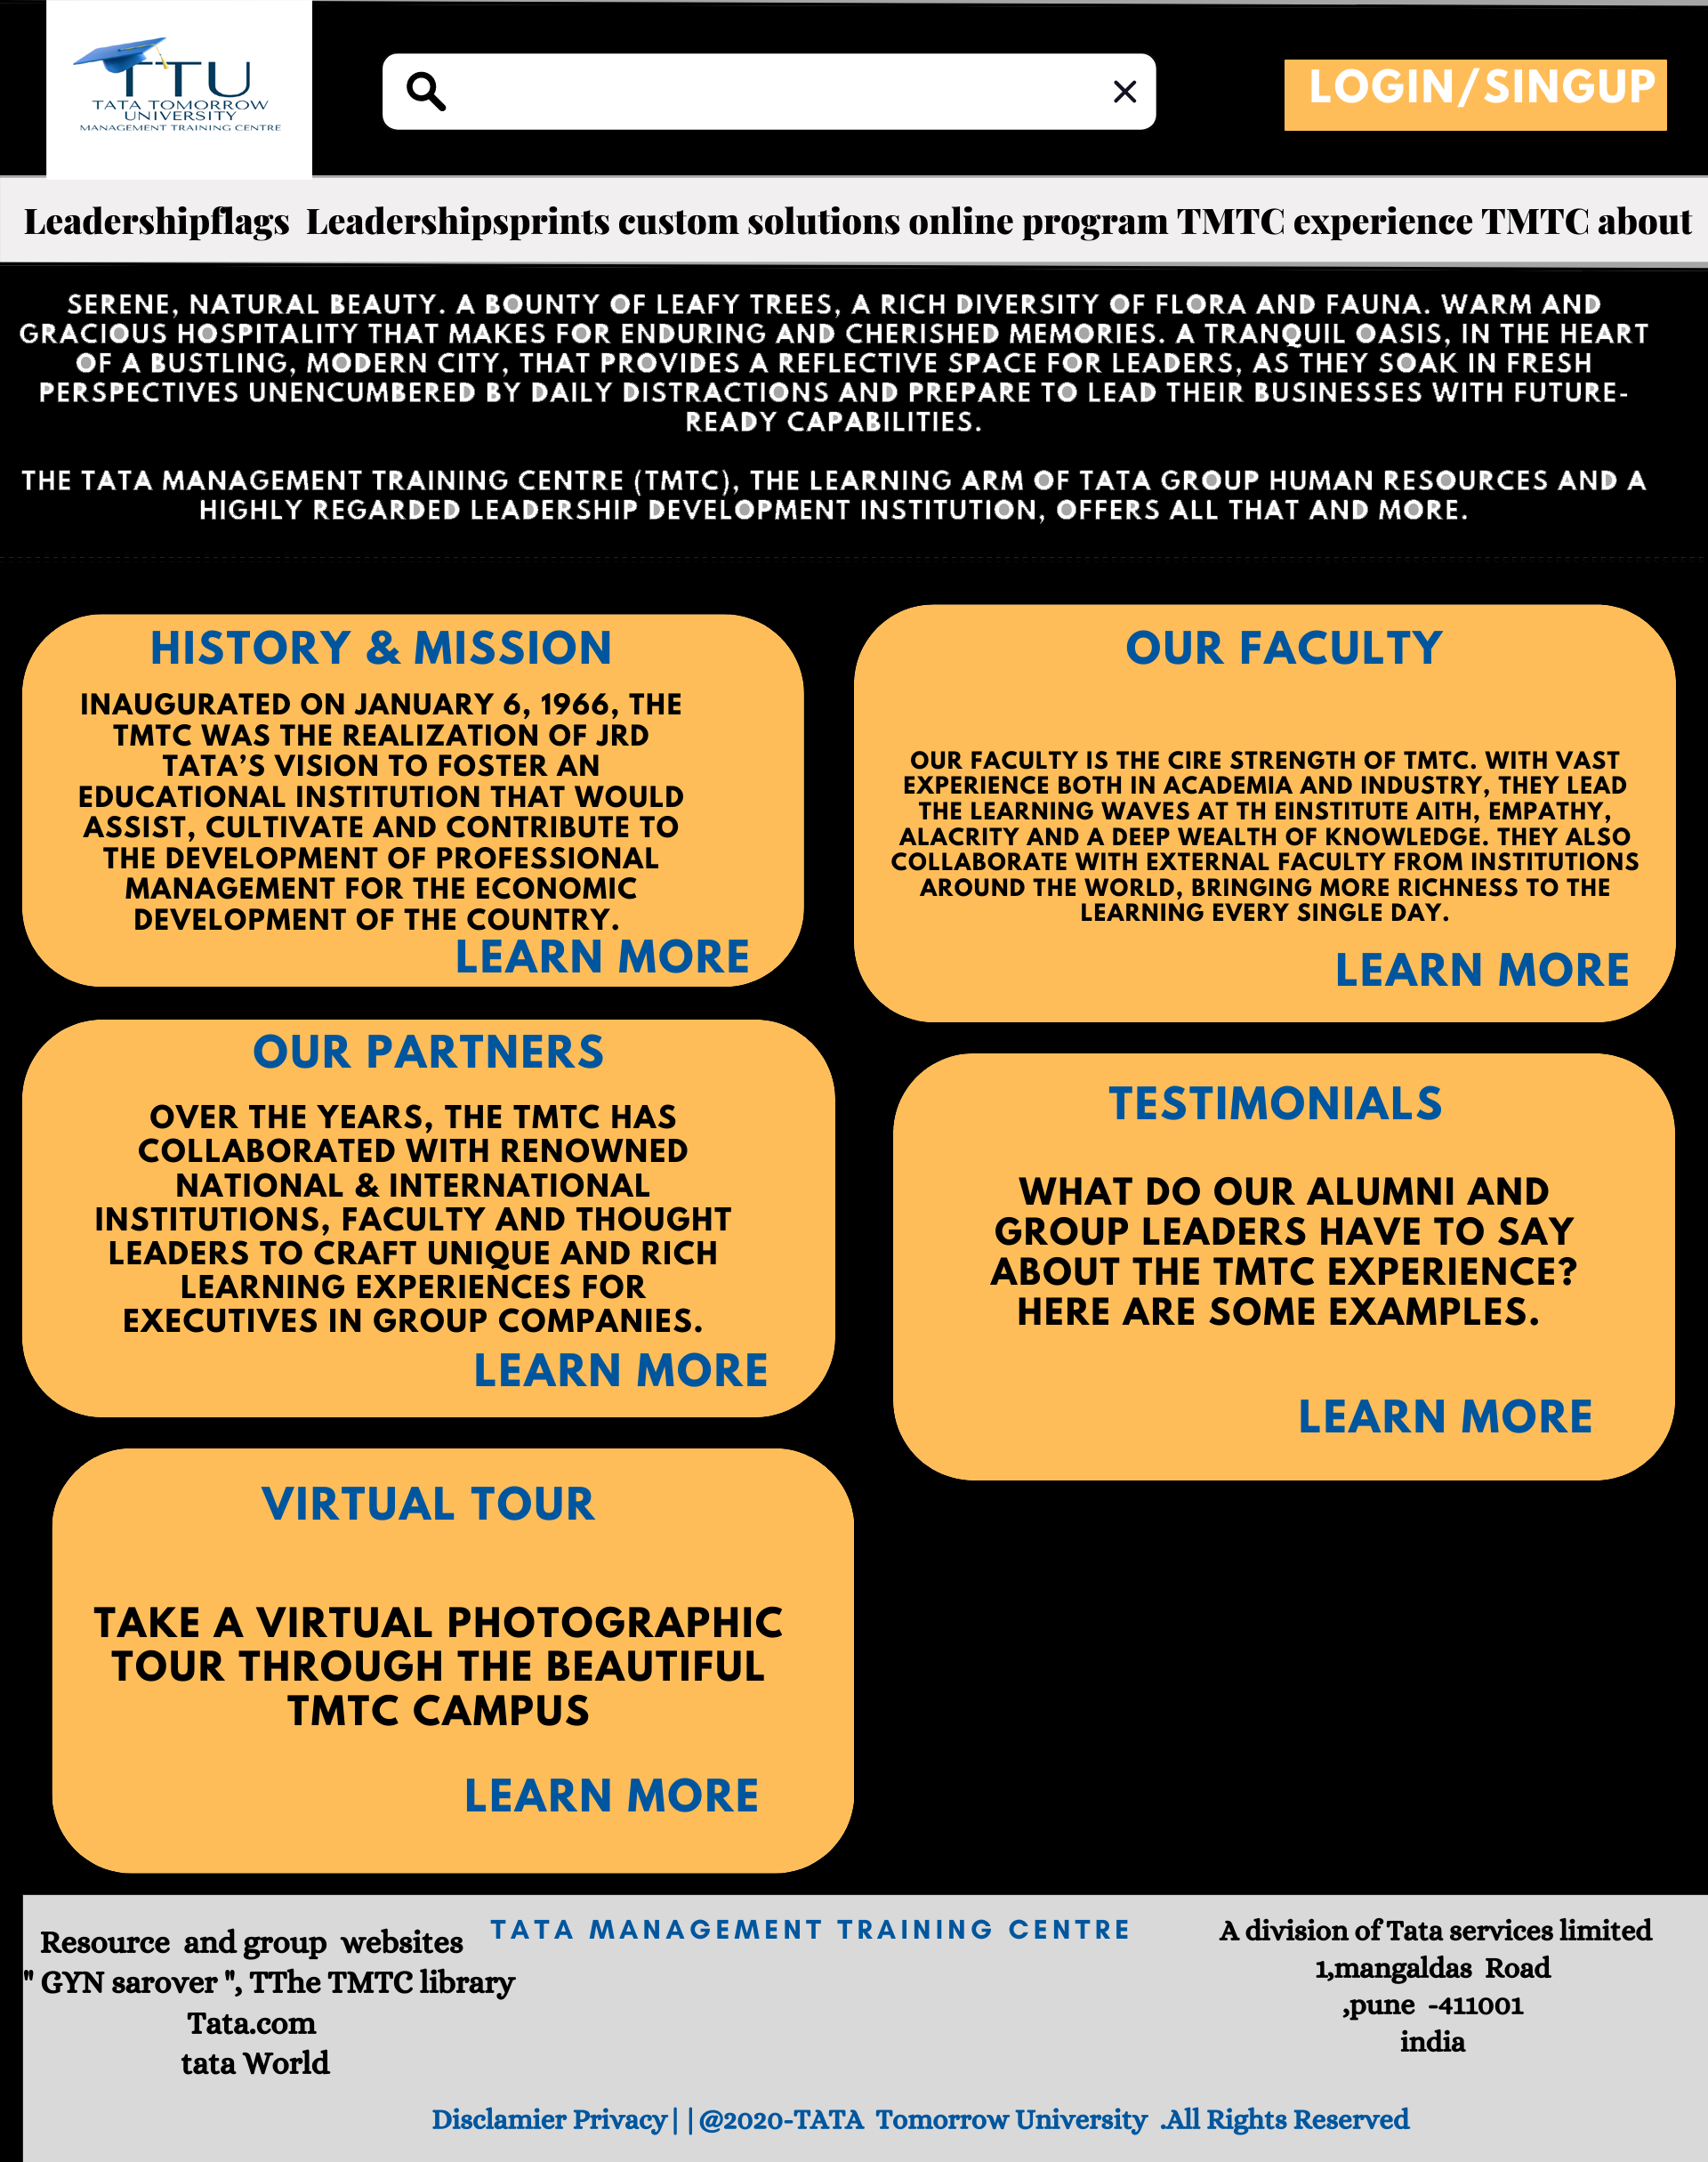 TTU
TATA TOMORROW
UNIVERSITY
MANAGEMENT TRAINING CENTRE
LOGIN/SINGUP
Leadershipflags Leadershipsprints custom solutions online program TMTC experience TMTC about
SERENE, NATURAL BEAUTY. A BOUNTY OF LEAFY TREES, A RICH DIVERSITY OF FLORA AND FAUNA. WARM AND
GRACIOUS HOSPITALITY THAT MAKES FOR ENDURING AND CHERISHED MEMORIES. A TRANQUIL OASIS, IN THE HEART
OF A BUSTLING, MODERN CITY, THAT PROVIDES A REFLECTIVE SPACE FOR LEADERS, AS THEY SOAK IN FRESH
PERSPECTIVES UNENCUMBERED BY DAILY DISTRACTIONS AND PREPARE TO LEAD THEIR BUSINESSES WITH FUTURE-
READY CAPABILITIES.
THE TATA MANAGEMENT TRAINING CENTRE (TMTC), THE LEARNING ARM OF TATA GROUP HUMAN RESOURCES AND A
HIGHLY REGARDED LEADERSHIP DEVELOPMENT INSTITUTION, OFFERS ALL THAT AND MORE.
HISTORY & MISSION
INAUGURATED ON JANUARY 6, 1966, THE
TMTC WAS THE REALIZATION OF JRD
TATA'S VISION TO FOSTER AN
EDUCATIONAL INSTITUTION THAT WOULD
ASSIST, CULTIVATE AND CONTRIBUTE TO
THE DEVELOPMENT OF PROFESSIONAL
MANAGEMENT FOR THE ECONOMIC
DEVELOPMENT OF THE COUNTRY.
LEARN MORE
OUR FACULTY
OUR FACULTY IS THE CIRE STRENGTH OF TMTC. WITH VAST
EXPERIENCE BOTH IN ACADEMIA AND INDUSTRY, THEY LEAD
THE LEARNING WAVES AT TH EINSTITUTE AITH, EMPATHY,
ALACRITY AND A DEEP WEALTH OF KNOWLEDGE. THEY ALSO
COLLABORATE WITH EXTERNAL FACULTY FROM INSTITUTIONS
AROUND THE WORLD, BRINGING MORE RICHNESS TO THE
LEARNING EVERY SINGLE DAY.
LEARN MORE
OUR PARTNERS
OVER THE YEARS, THE TMTC HAS
COLLABORATED WITH RENOWNED
NATIONAL & INTERNATIONAL
INSTITUTIONS, FACULTY AND THOUGHT
LEADERS TO CRAFT UNIQUE AND RICH
LEARNING EXPERIENCES FOR
EXECUTIVES IN GROUP COMPANIES.
LEARN MORE
TESTIMONIALS
WHAT DO OUR ALUMNI AND
GROUP LEADERS HAVE TO SAY
ABOUT THE TMTC EXPERIENCE?
HERE ARE SOME EXAMPLES.
LEARN MORE
VIRTUAL TOUR
TAKE A VIRTUAL PHOTOGRAPHIC
TOUR THROUGH THE BEAUTIFUL
TMTC CAMPUS
LEARN MORE
Resource and group websites
" GYN sarover ", TThe TMTC library
Tata.com
tata World
TATA MANAGEMENT TRAINING CENTRE
A division of Tata services limited
1,mangaldas Road
,pune -411001
india
Disclamier Privacy| | @2020-TATA Tomorrow University .All Rights Reserved